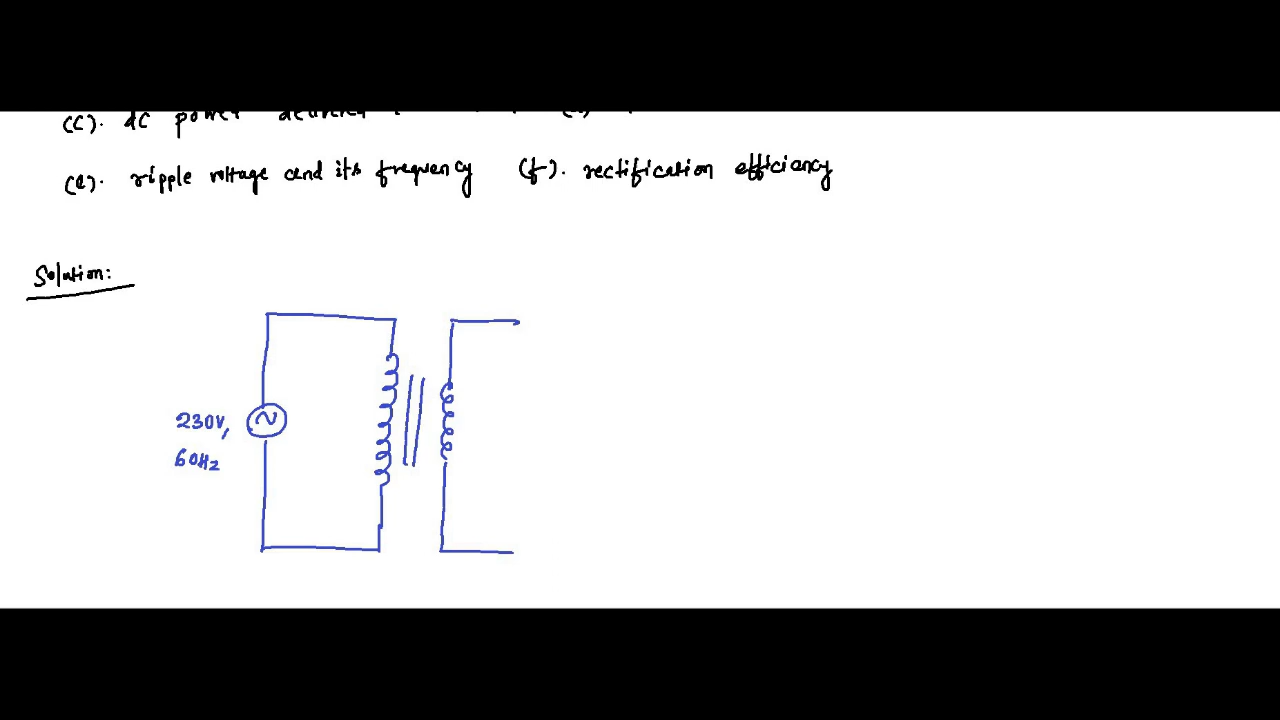 (c). dc power
(e). ripple voltage and its frequency (f). rectification efficiency
Solution:
230V,
60Hz